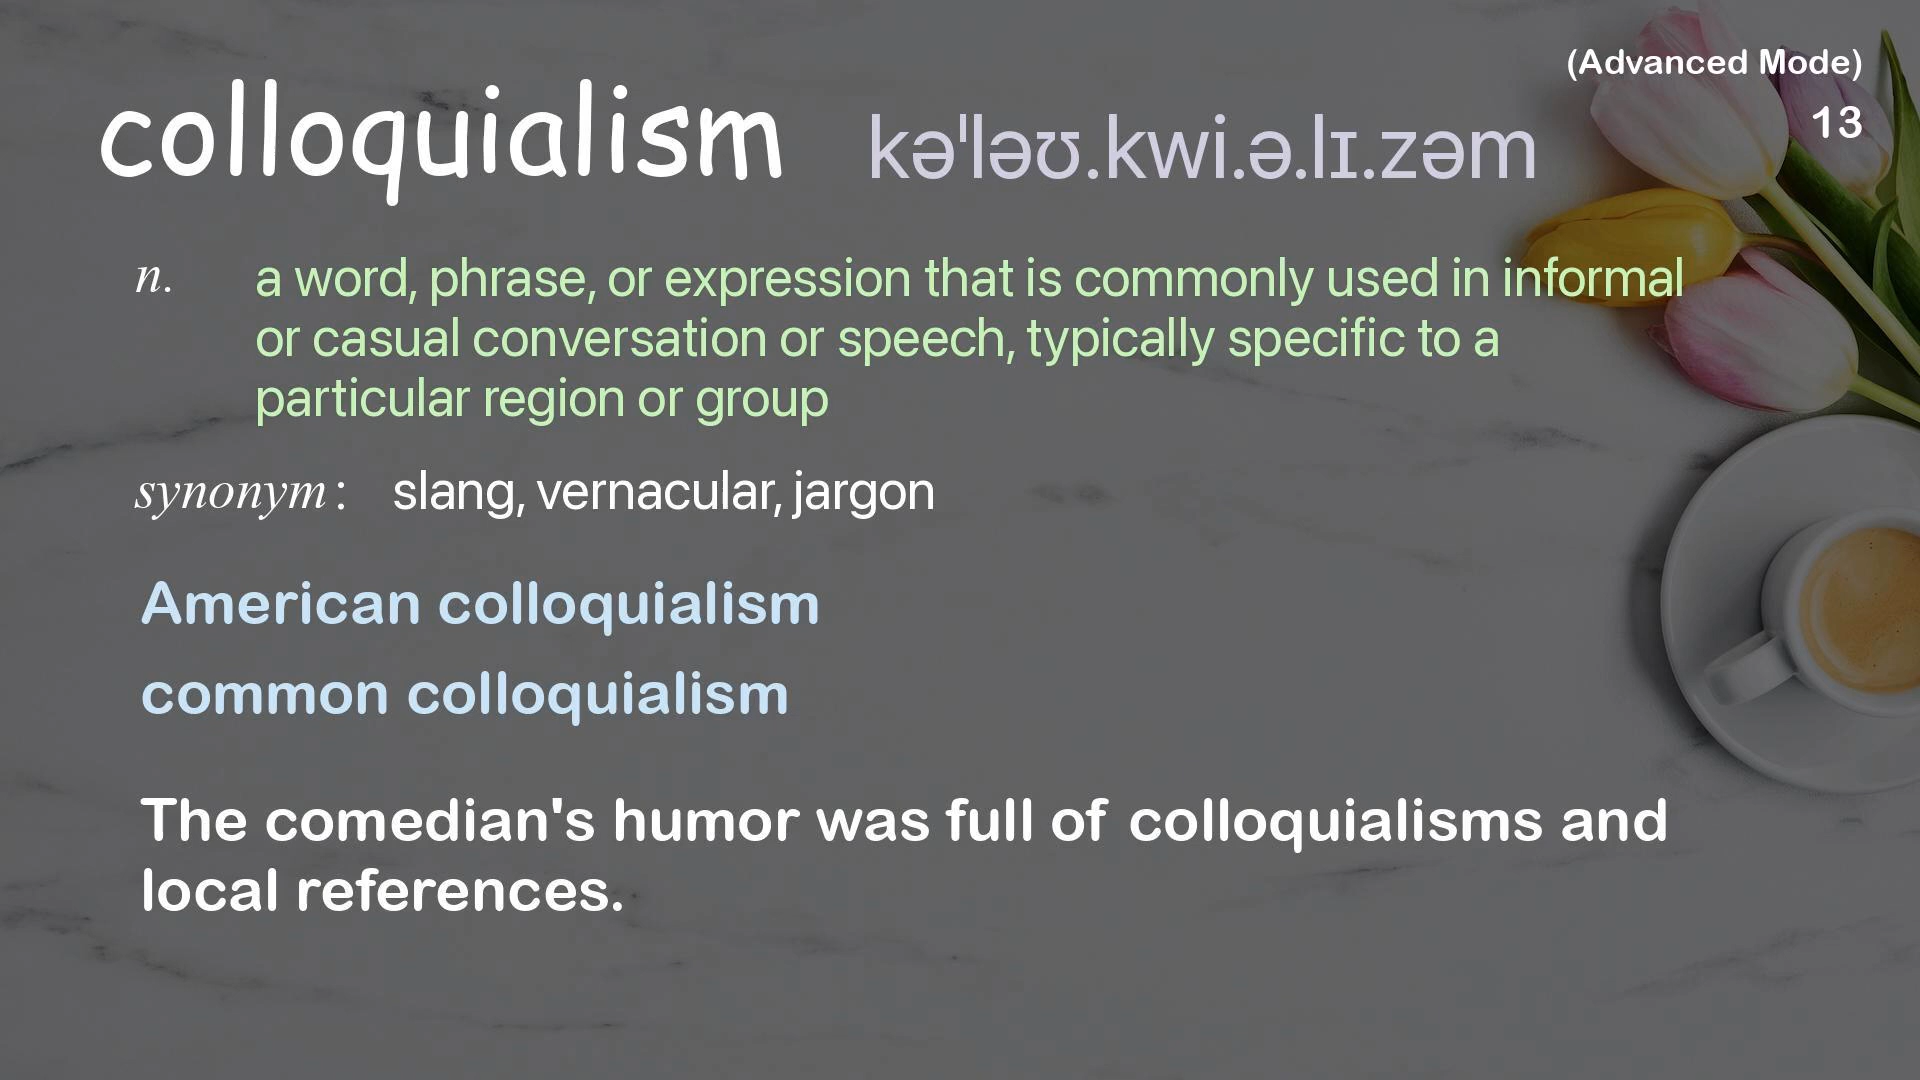 (Advanced Mode)
colloquialism kəˈləʊ.kwi.ə.lɪ.zəm
13
n. a word, phrase, or expression that is commonly used in informal
or casual conversation or speech, typically specific to a
particular region or group
synonym: slang, vernacular, jargon
American colloquialism
common colloquialism
The comedian's humor was full of colloquialisms and
local references.